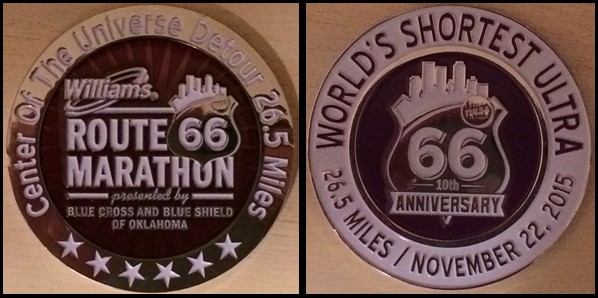 Center Of The Universe Detour 26.5 Miles
Williams
ROUTE 66
MARATHON
presented by
BLUE CROSS AND BLUE SHIELD
OF OKLAHOMA
WORLD'S SHORTEST ULTRA
66
10th
ANNIVERSARY
26.5 MILES / NOVEMBER 22, 2015